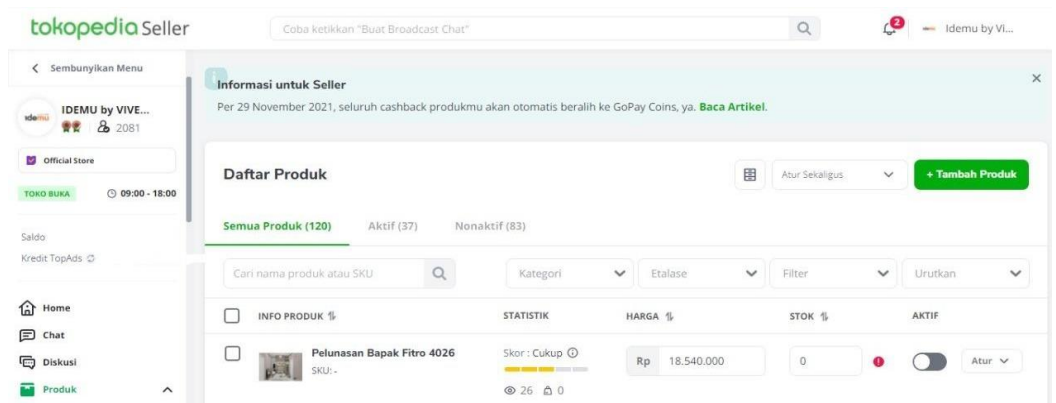 tokopedia Seller
Coba ketikkan "Buat Broadcast Chat"
2
Idemu by Vi...
Sembunyikan Menu
idemu
IDEMU by VIVE...
2081
Official Store
TOKO BUKA
09:00 - 18:00
Saldo
Kredit TopAds
Home
Chat
Diskusi
Produk
Informasi untuk Seller
Per 29 November 2021, seluruh cashback produkmu akan otomatis beralih ke GoPay Coins, ya. Baca Artikel.
Daftar Produk
Atur Sekaligus
+ Tambah Produk
Semua Produk (120)
Aktif (37)
Nonaktif (83)
Cari nama produk atau SKU
Kategori
Etalase
Filter
Urutkan
INFO PRODUK
STATISTIK
HARGA
STOK
AKTIF
Pelunasan Bapak Fitro 4026
SKU: -
Skor : Cukup
26
0
Rp
18.540.000
0
Atur